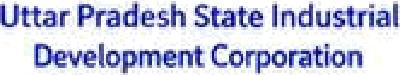 Uttar Pradesh State Industrial
Development Corporation